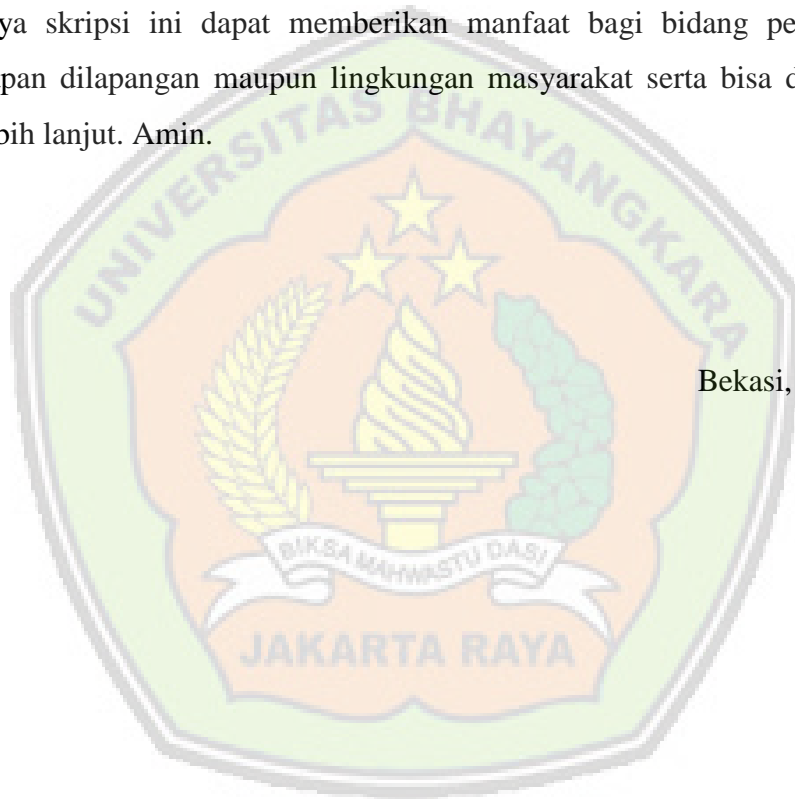 ya skripsi ini dapat memberikan manfaat bagi bidang pe
pan dilapangan maupun lingkungan masyarakat serta bisa d
bih lanjut. Amin.
UNIVERSITAS BHAYANGKARA
Bekasi,
BIKSA MAHWASTU DASI
JAKARTA RAYA